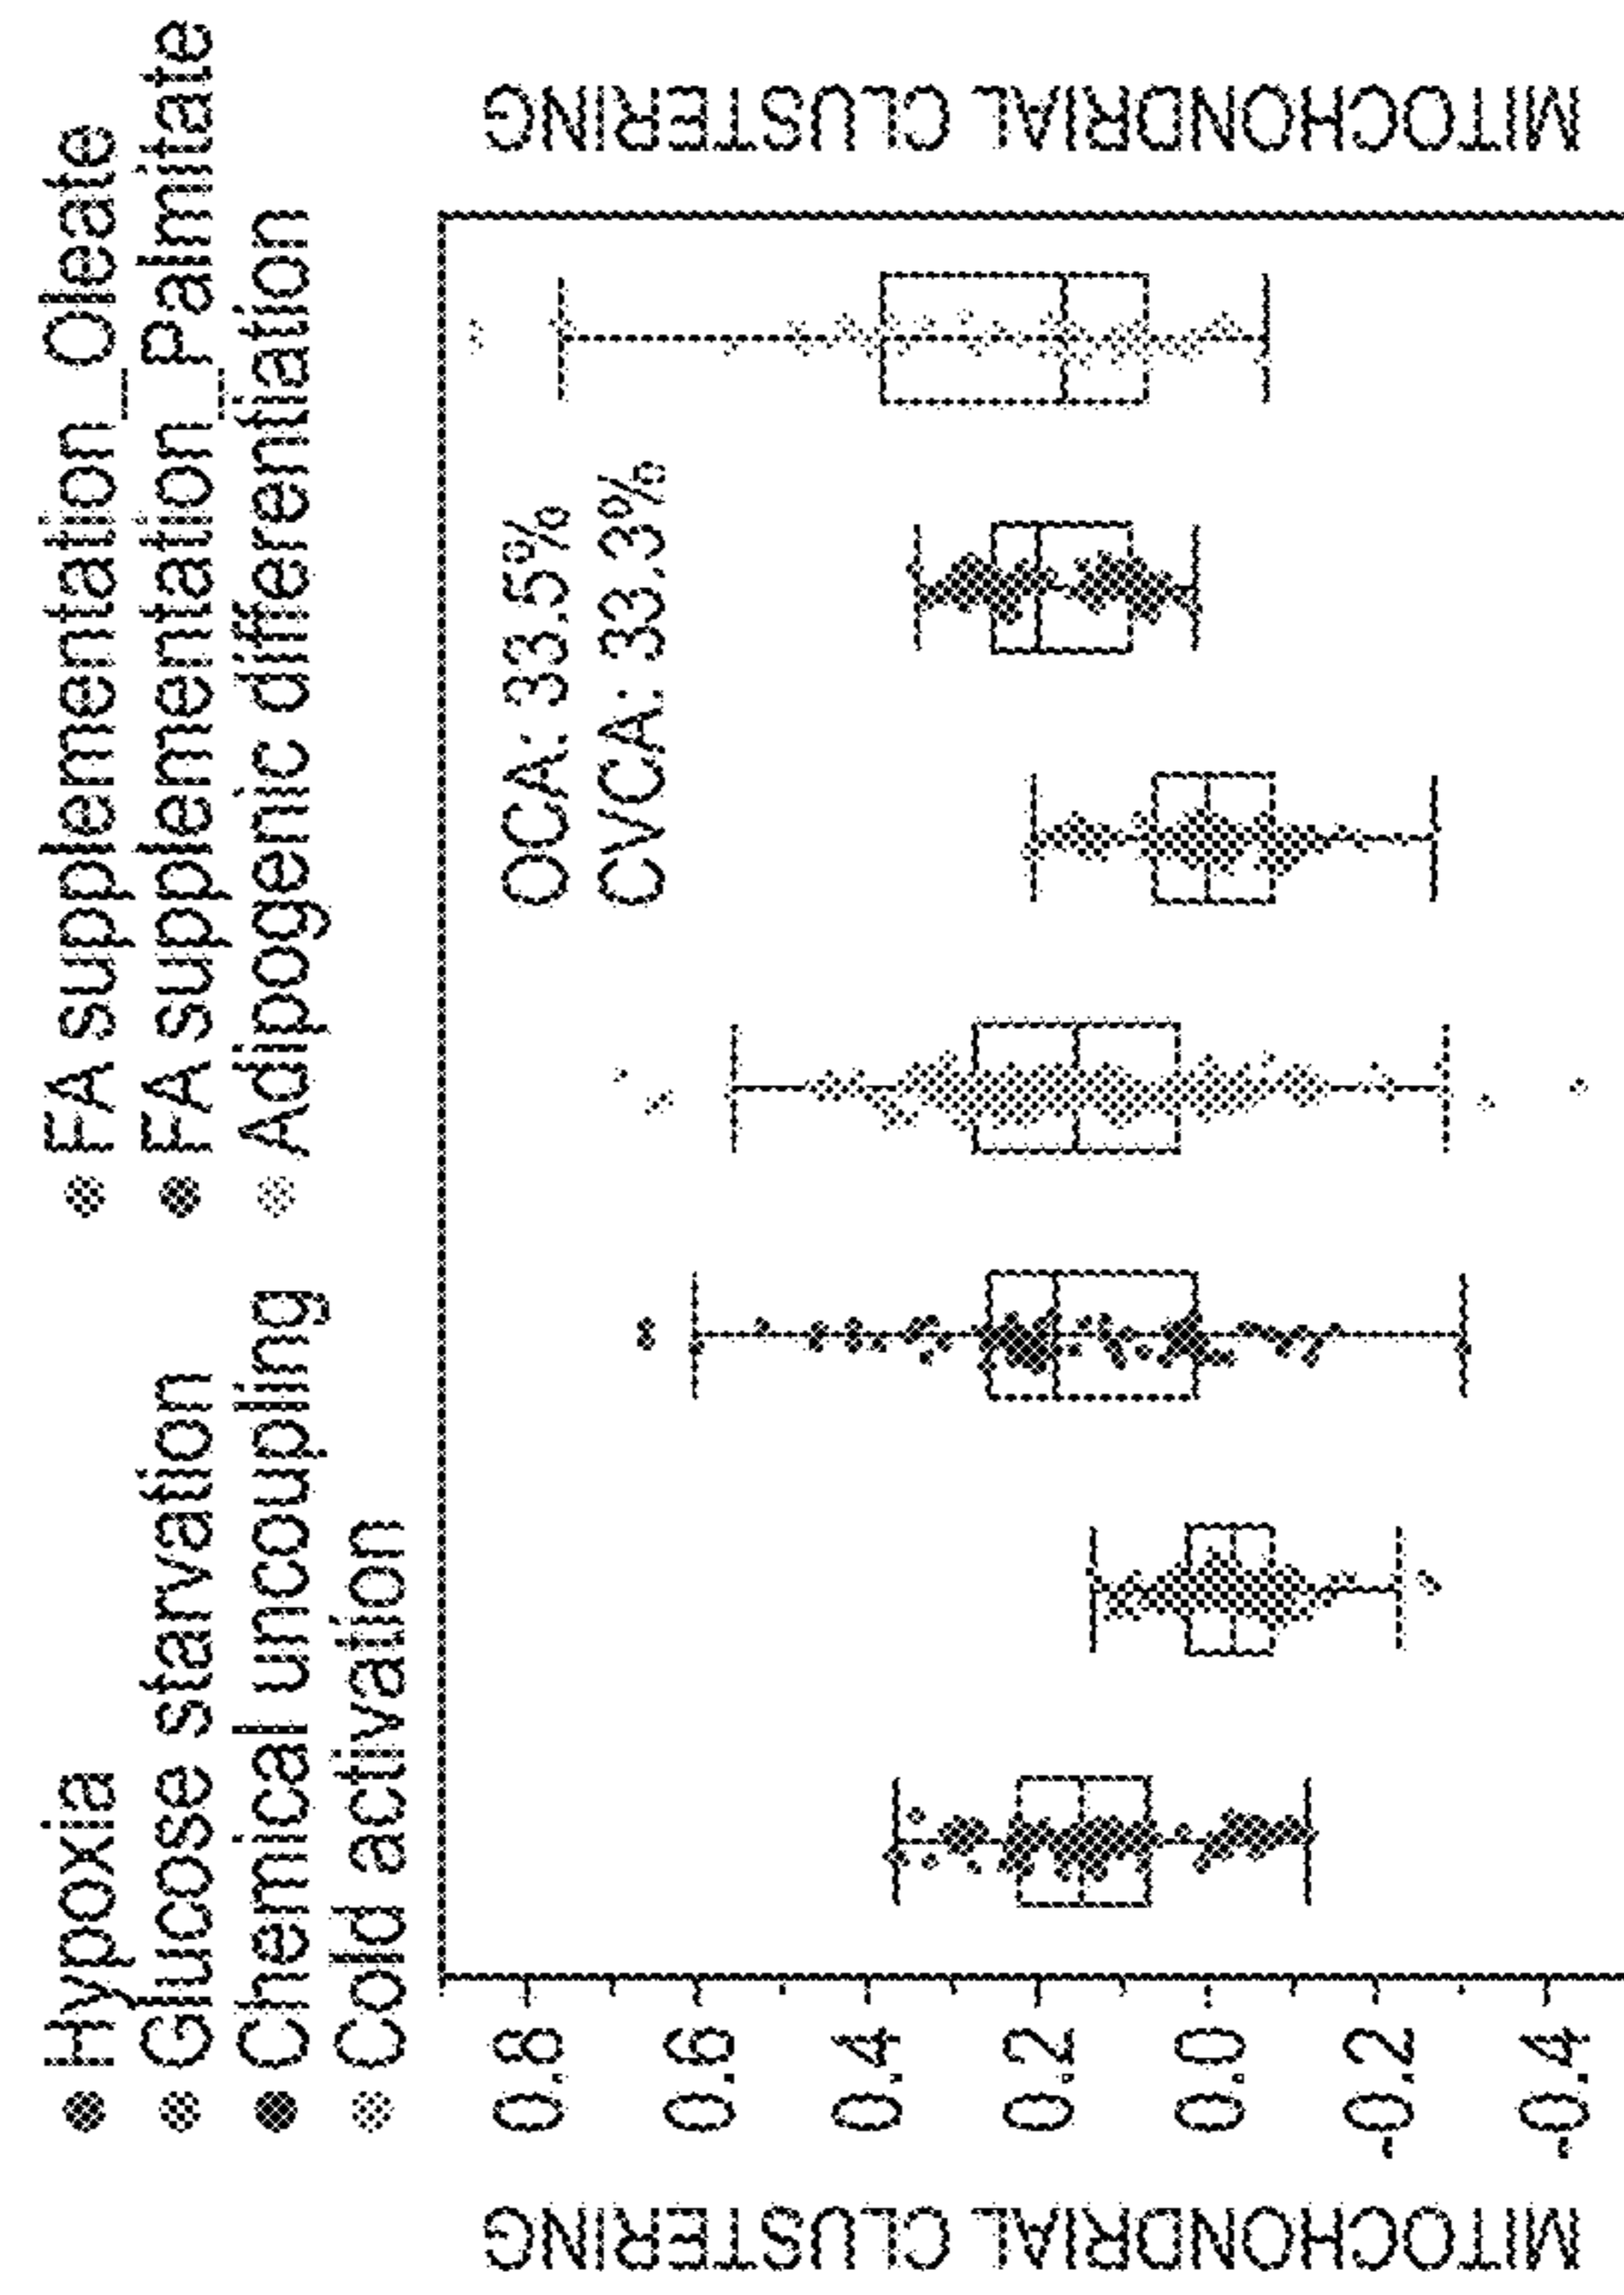 Hypoxia
Glucose starvation
Chemical uncoupling
Cold activation
FA supplementation_Oleate
FA supplementation_Palmitate
Adipogenic differentiation
MITOCHONDRIAL CLUSTERING
0.8
0.6
0.4
0.2
0.0
-0.2
-0.4
OCA: 33.5%
CVCA: 33.3%
MITOCHONDRIAL CLUSTERING